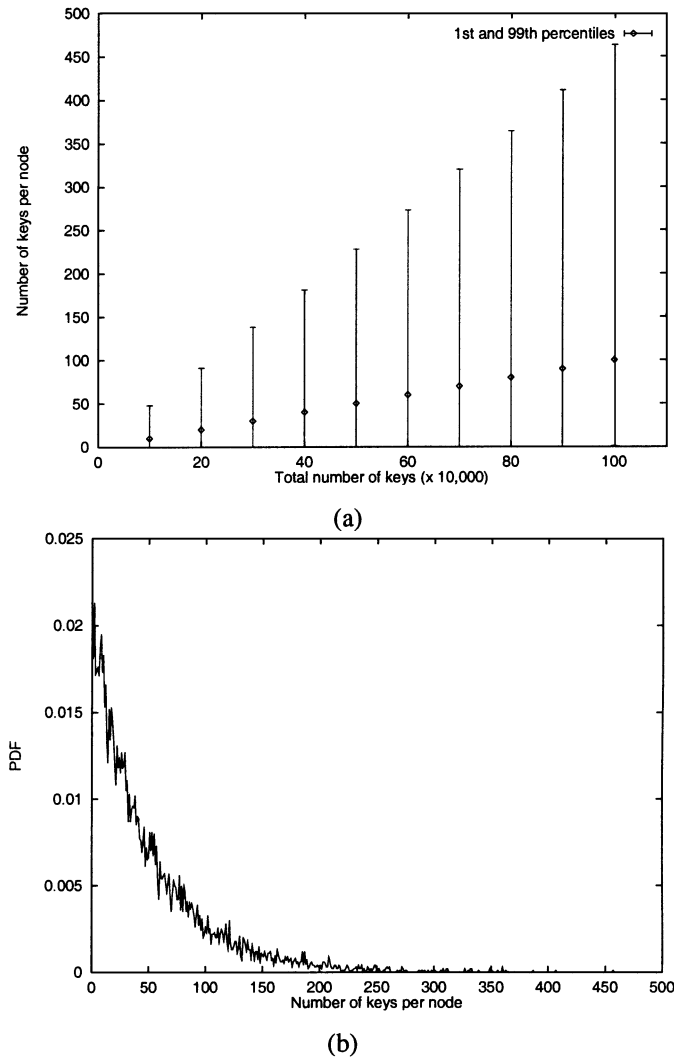 500
450
400
350
300
250
200
150
100
50
0
Number of keys per node
1st and 99th percentiles
0 20 40 60 80 100
Total number of keys (x 10,000)
(a)
0.025
0.02
0.015
0.01
0.005
0
PDF
0 50 100 150 200 250 300 350 400 450 500
Number of keys per node
(b)